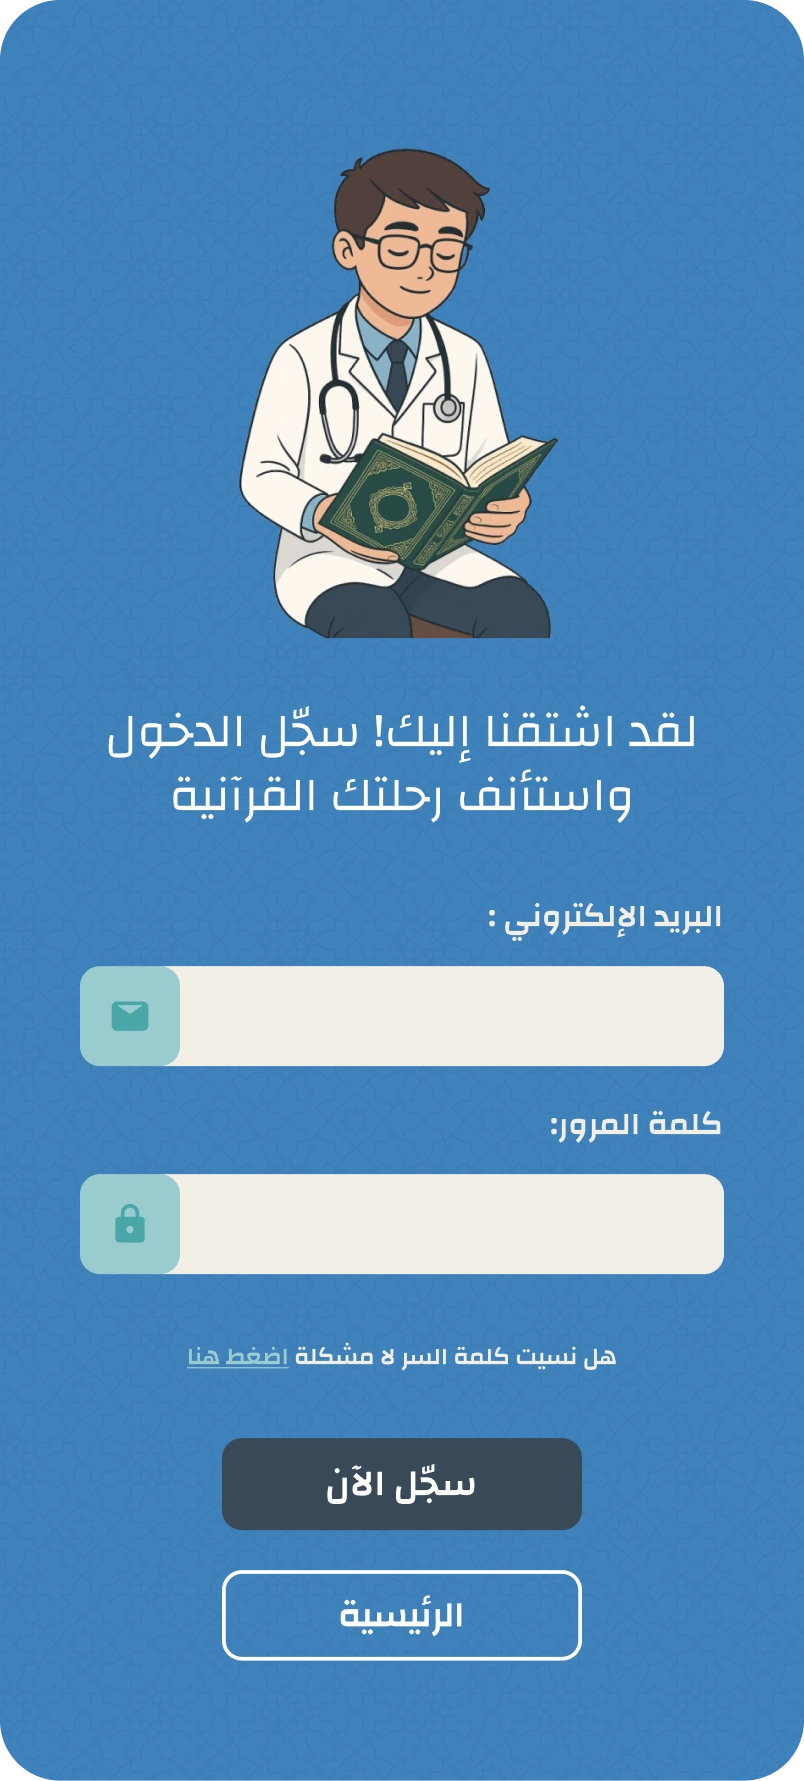 لقد اشتقنا إليك! سجّل الدخول
واستأنف رحلتك القرآنية
البريد الإلكتروني :
كلمة المرور:
هل نسيت كلمة السر لا مشكلة اضغط هنا
سجّل الآن
الرئيسية